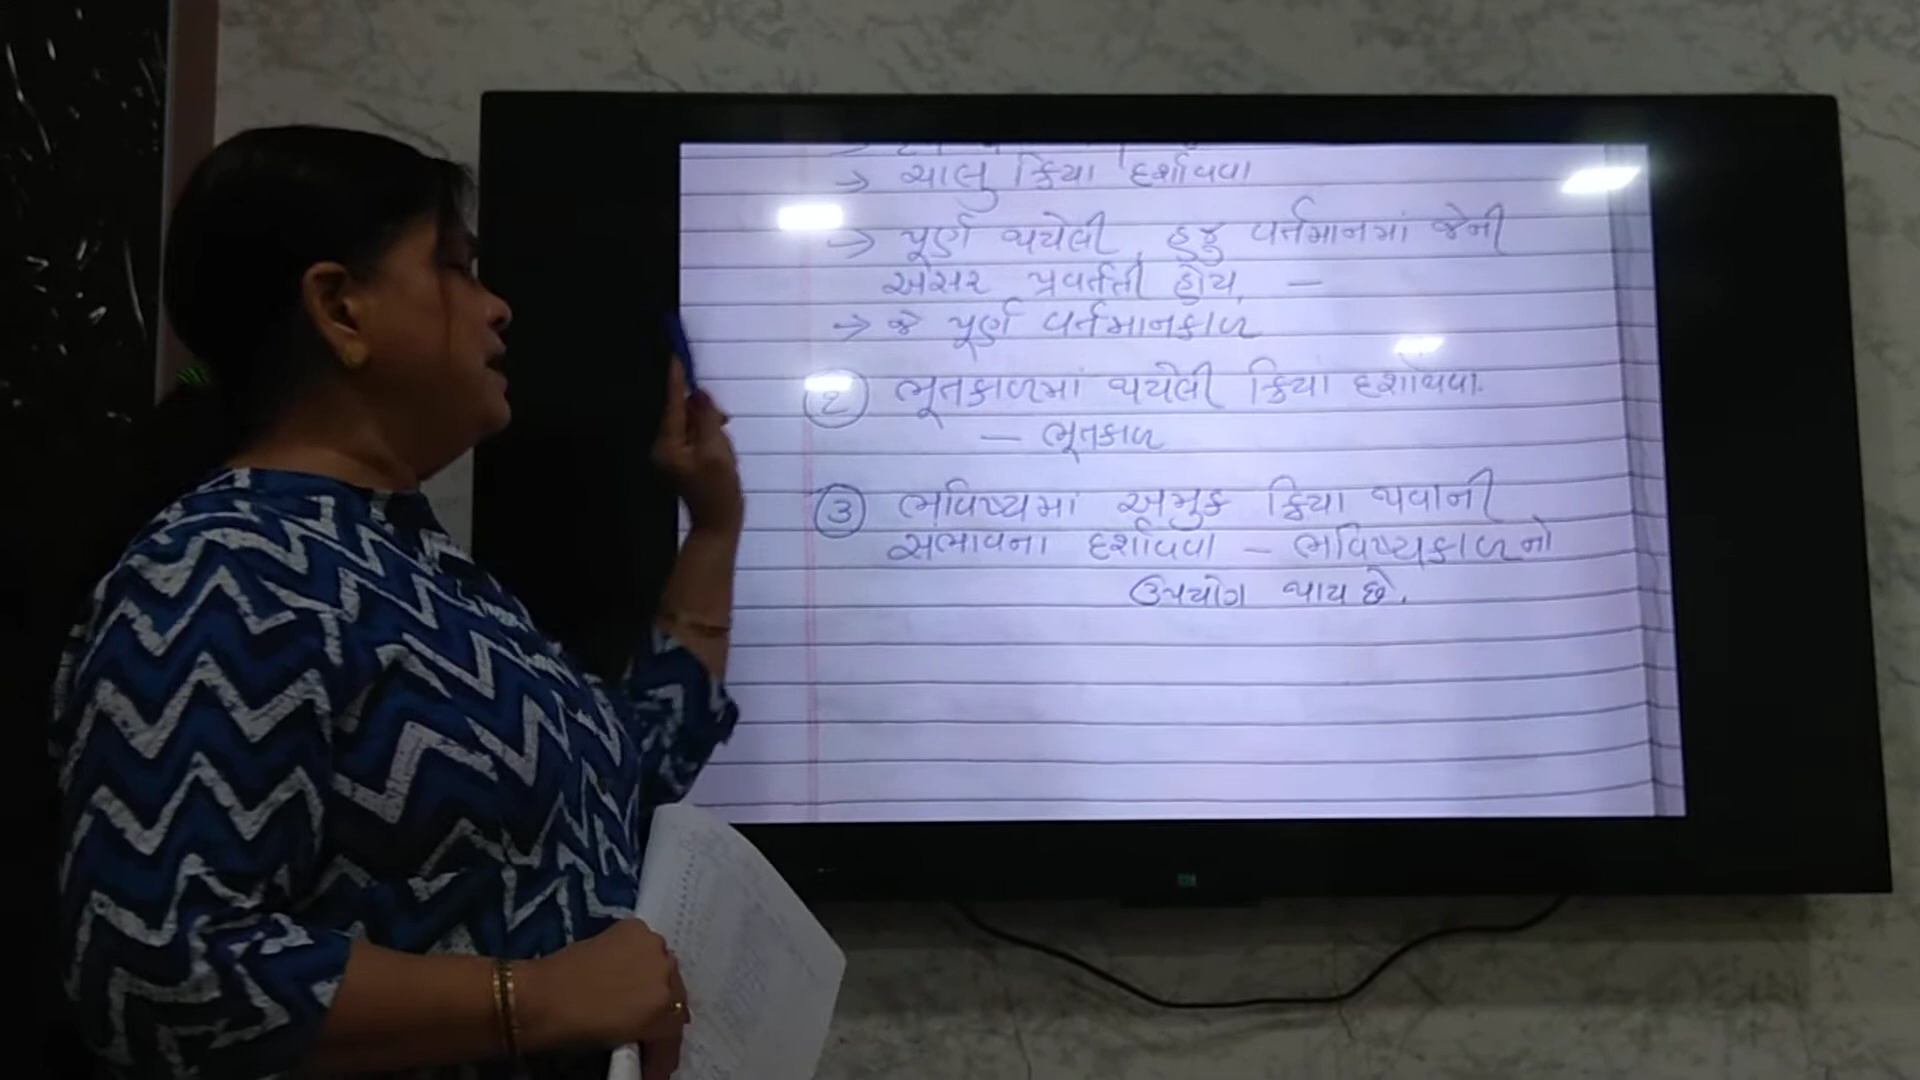 → ચાલુ ક્રિયા દર્શાવવા
→ પૂર્ણ થયેલી, હજુ વર્તમાનમાં જેની
અસર પ્રવર્તતી હોય, —
→ જે પૂર્ણ વર્તમાનકાળ
② ભૂતકાળમાં થયેલી ક્રિયા દર્શાવવા.
— ભૂતકાળ
③ ભવિષ્યમાં અમુક ક્રિયા થવાની
સંભાવના દર્શાવવા – ભવિષ્યકાળનો
ઉપયોગ થાય છે.